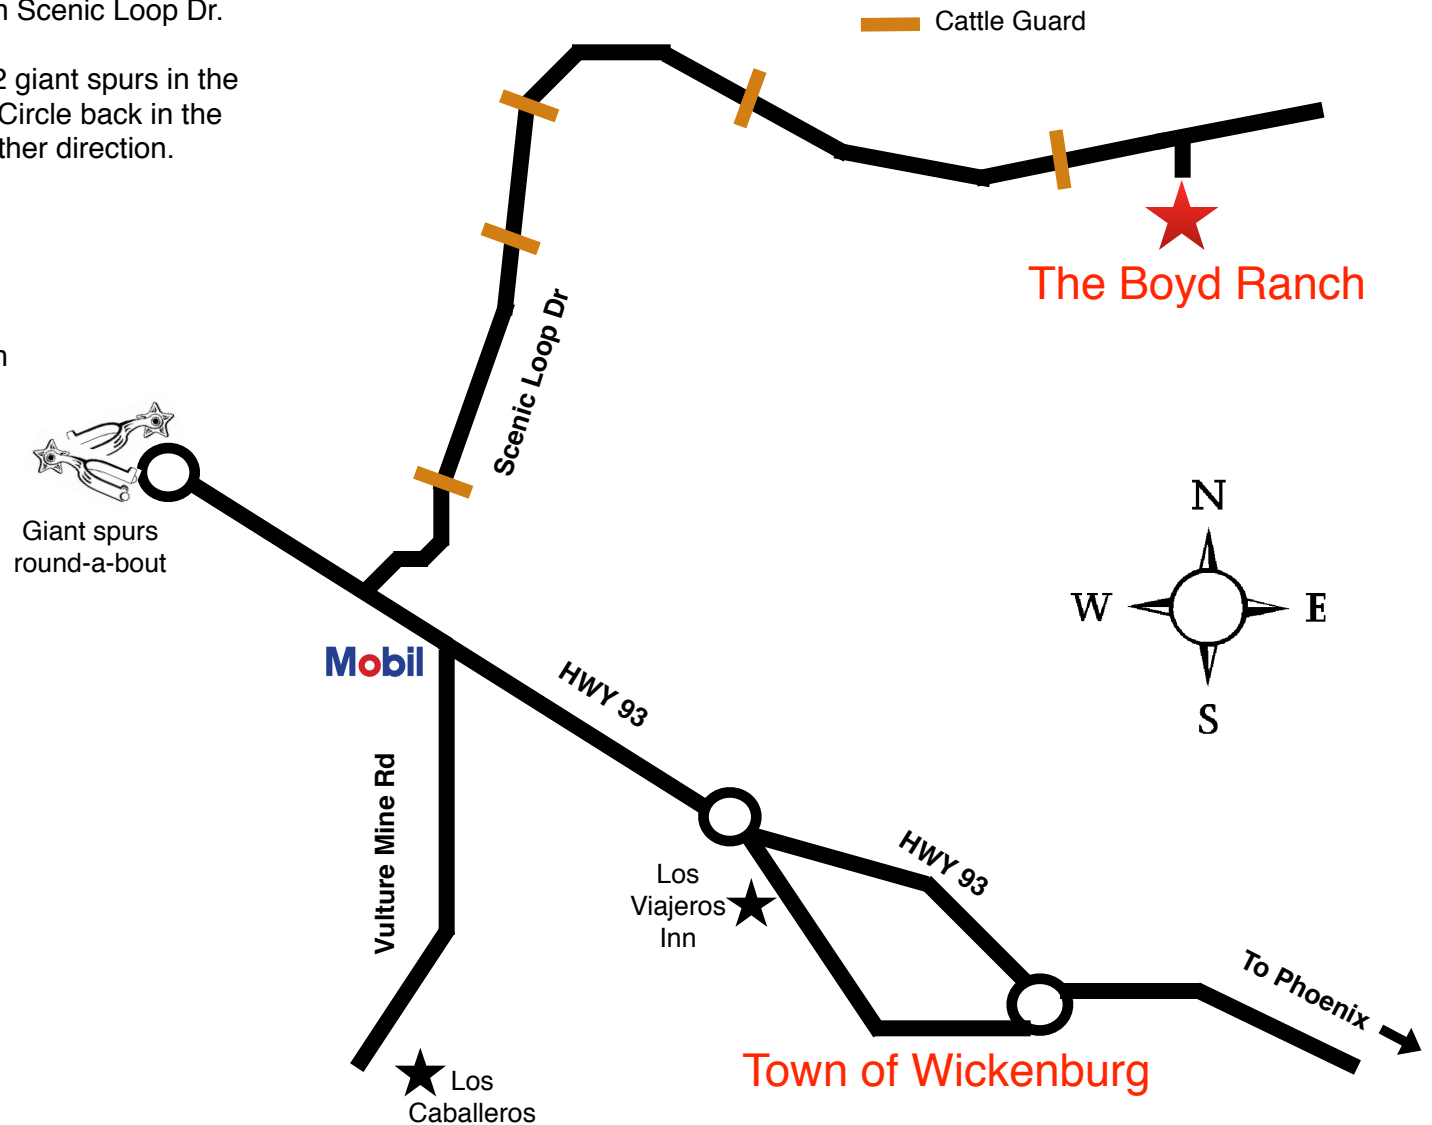 n Scenic Loop Dr.
2 giant spurs in the
Circle back in the
ther direction.
n
Cattle Guard
The Boyd Ranch
Scenic Loop Dr
Giant spurs
round-a-bout
N
W
E
S
Mobil
HWY 93
Vulture Mine Rd
HWY 93
Los
Viajeros
Inn
To Phoenix
Town of Wickenburg
Los
Caballeros